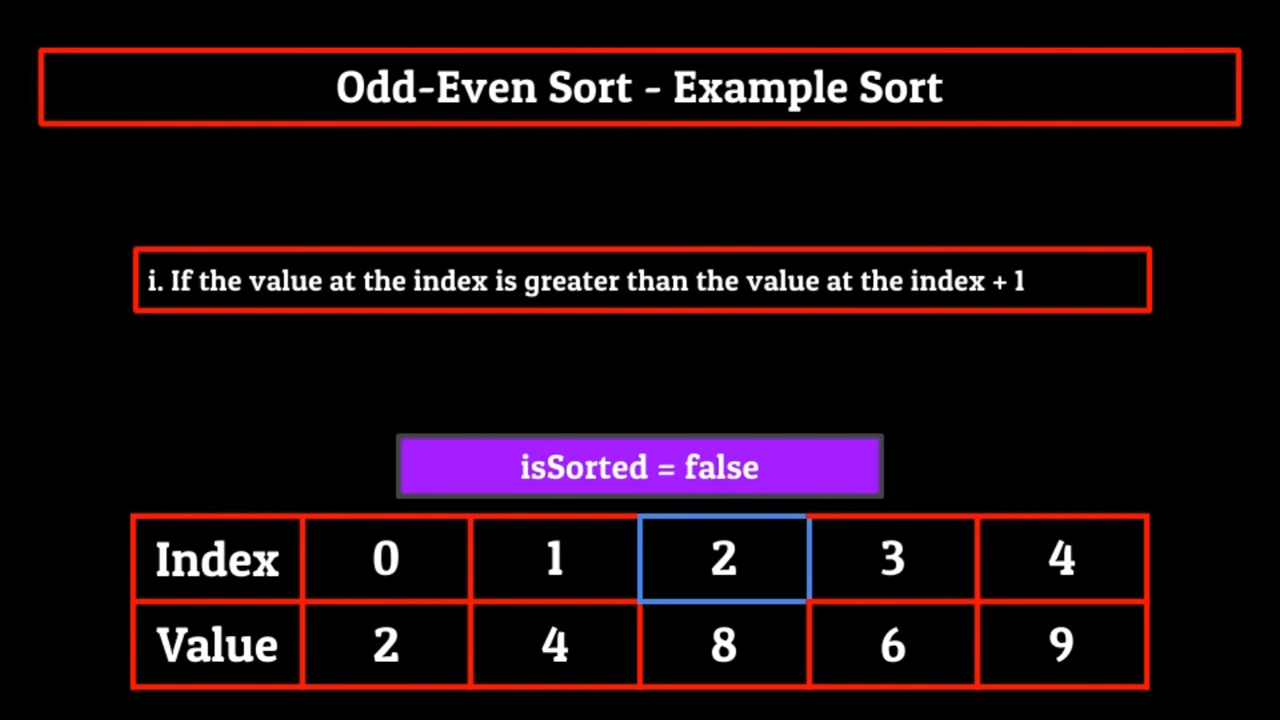 Odd-Even Sort - Example Sort
i. If the value at the index is greater than the value at the index + 1
isSorted = false
Index 0 1 2 3 4
Value 2 4 8 6 9